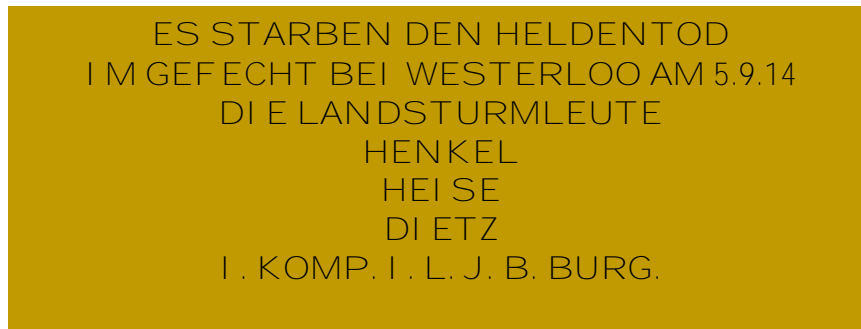 ES STARBEN DEN HELDENTOD
IM GEFECHT BEI WESTERLOO AM 5.9.14
DIE LANDSTURMLEUTE
HENKEL
HEISE
DIETZ
I. KOMP. I. L. J. B. BURG.